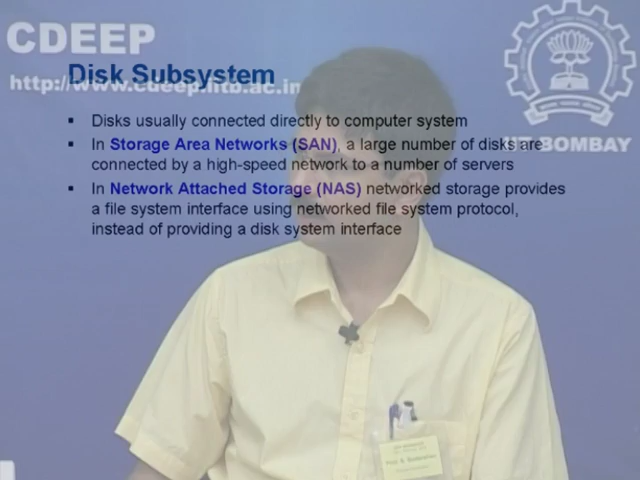 CDEEP
Disk Subsystem
http://www.cdeep.iitb.ac.in
▪ Disks usually connected directly to computer system
▪ In Storage Area Networks (SAN), a large number of disks are
IIT BOMBAY
connected by a high-speed network to a number of servers
▪ In Network Attached Storage (NAS) networked storage provides
a file system interface using networked file system protocol,
instead of providing a disk system interface